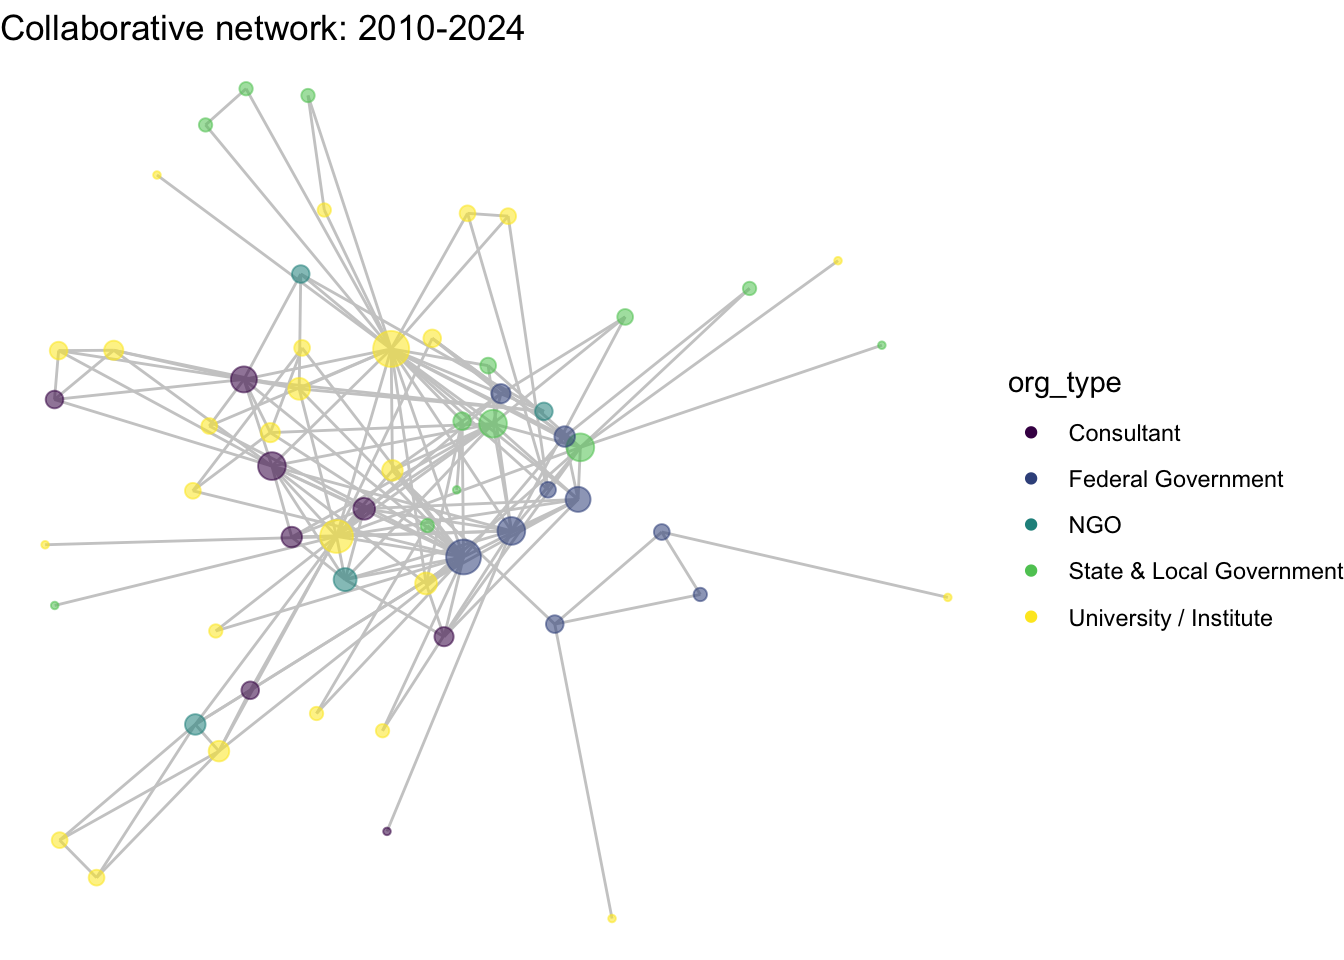 Collaborative network: 2010-2024
org_type
Consultant
Federal Government
NGO
State & Local Government
University / Institute